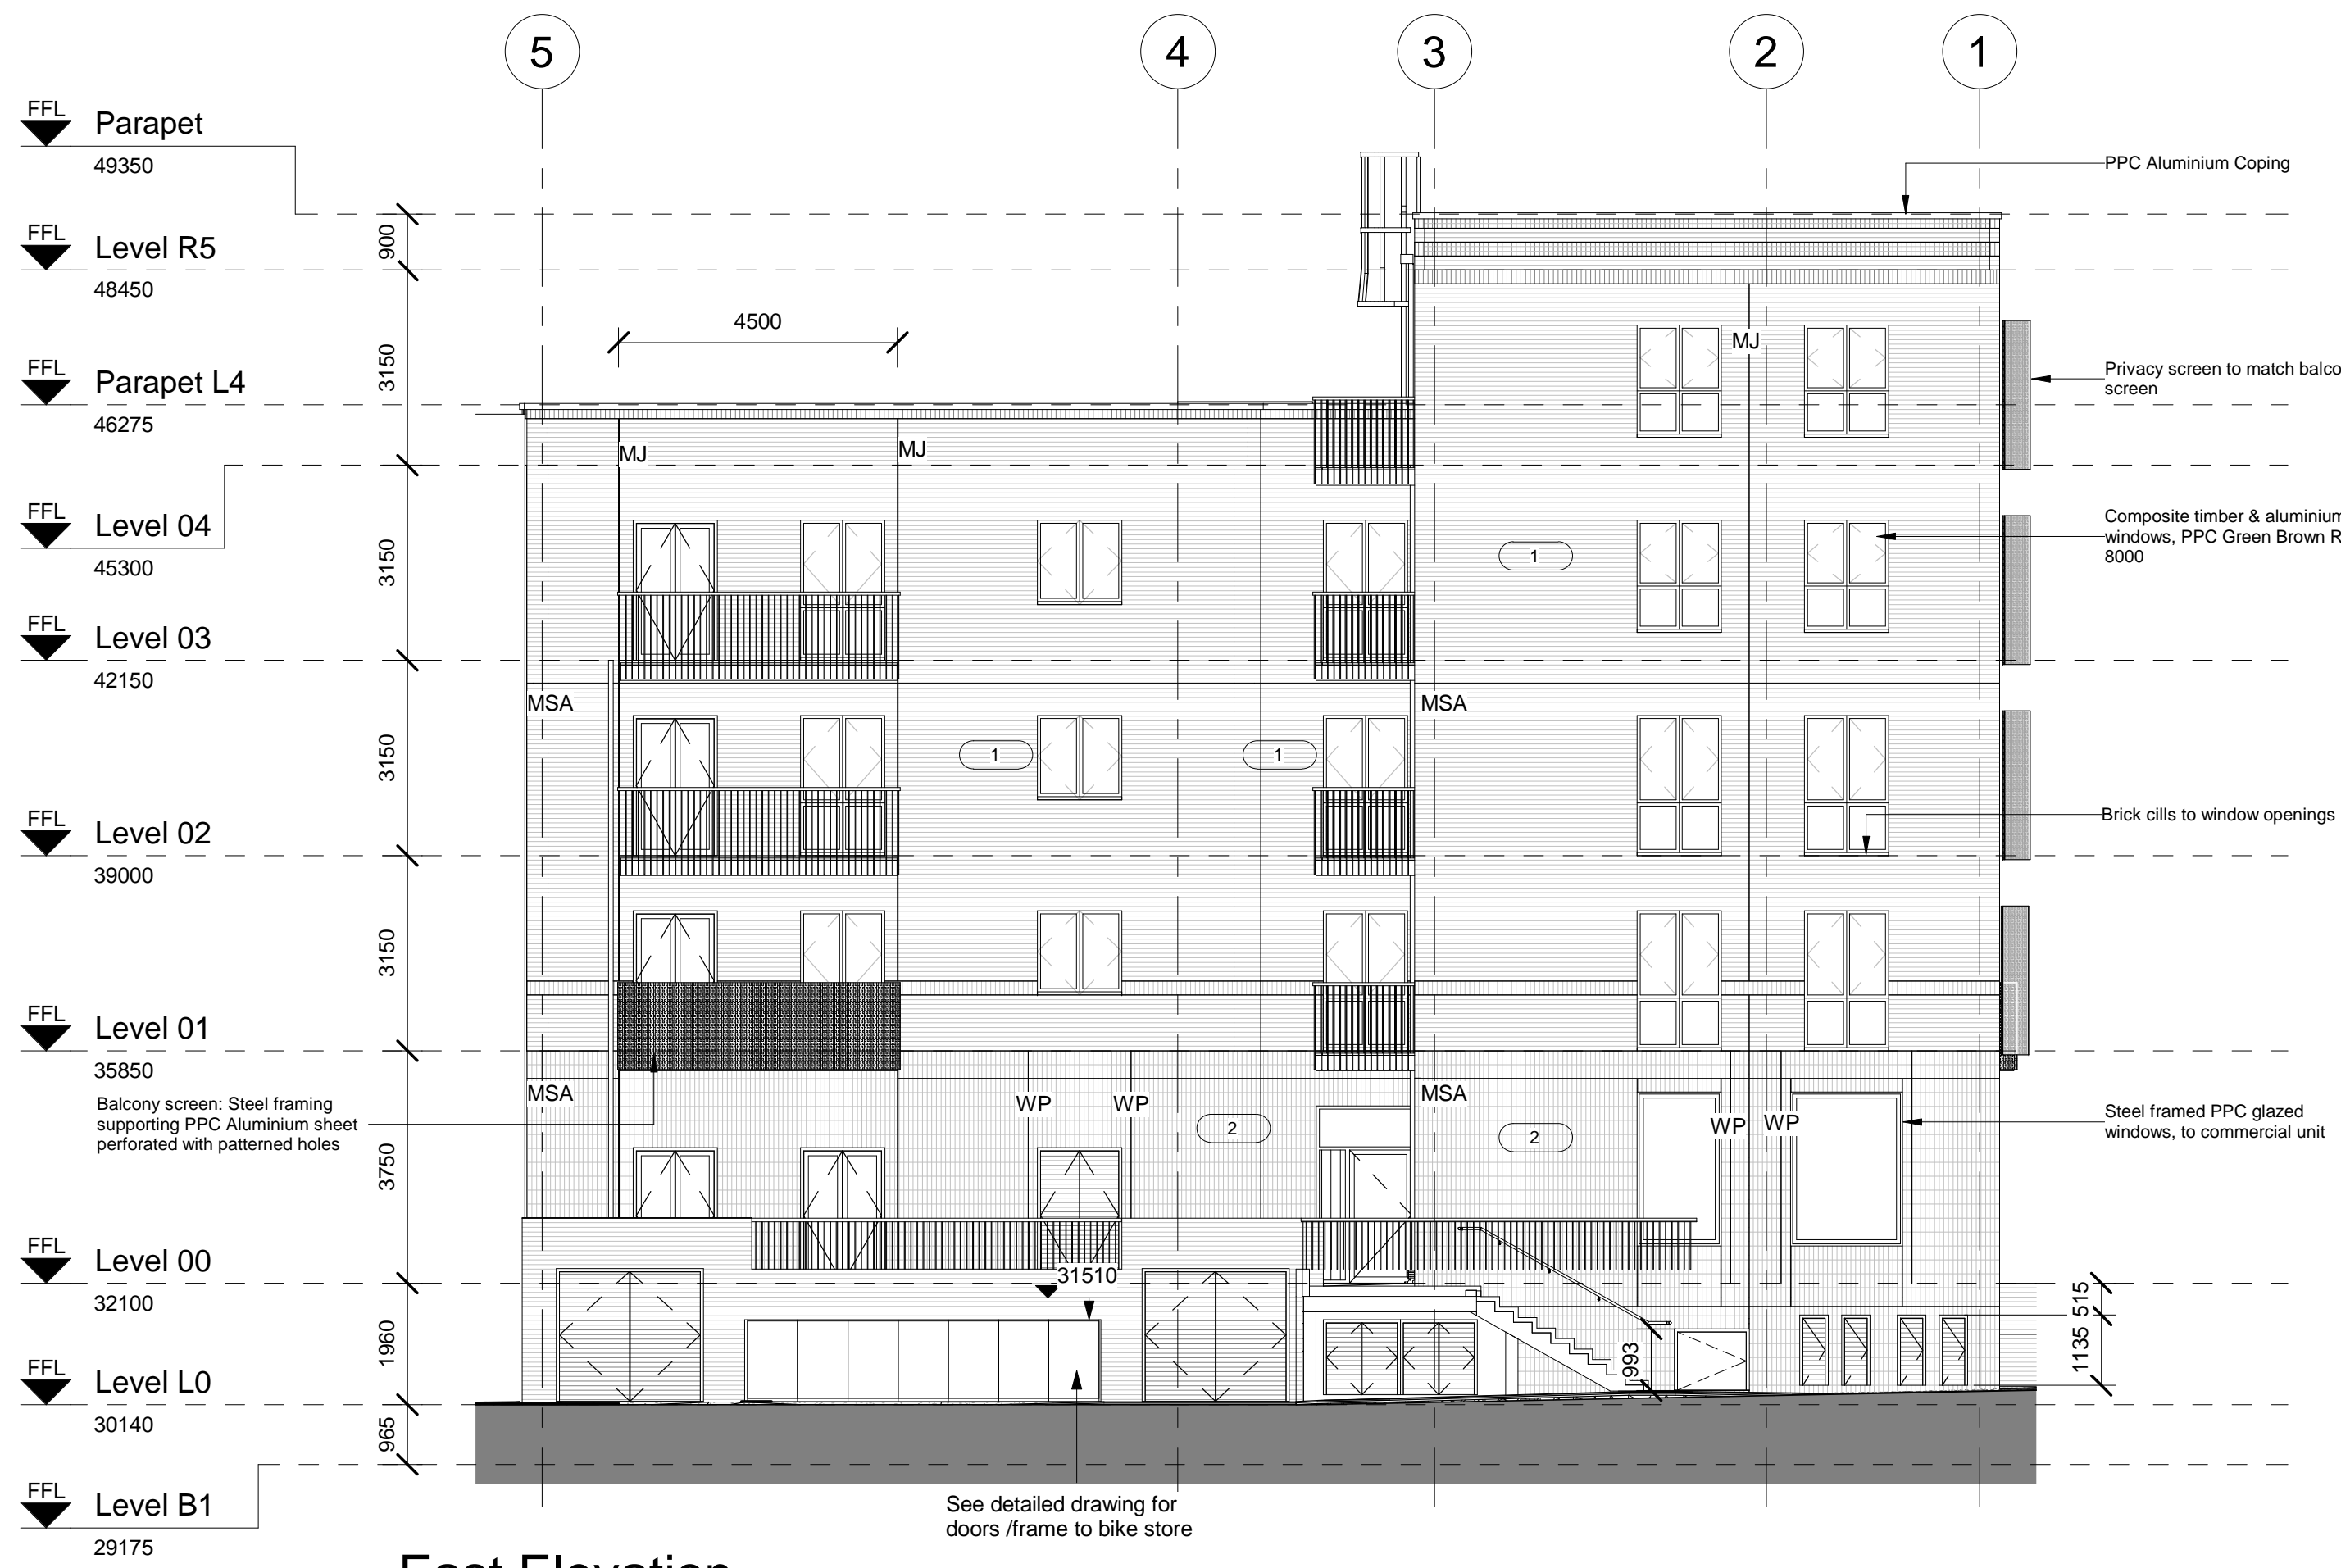 5
4
3
2
1
FFL
Parapet
49350
FFL
Level R5
48450
FFL
Parapet L4
46275
FFL
Level 04
45300
FFL
Level 03
42150
FFL
Level 02
39000
FFL
Level 01
35850
FFL
Level 00
32100
FFL
Level L0
30140
FFL
Level B1
29175
900
3150
3150
3150
3150
3750
1960
965
4500
MJ
MJ
MJ
MSA
MSA
MSA
MSA
1
1
1
2
2
WP
WP
WP
WP
31510
993
515
1135
PPC Aluminium Coping
Privacy screen to match balco
screen
Composite timber & aluminium
windows, PPC Green Brown R
8000
Brick cills to window openings
Steel framed PPC glazed
windows, to commercial unit
Balcony screen: Steel framing
supporting PPC Aluminium sheet
perforated with patterned holes
See detailed drawing for
doors /frame to bike store
East Elevation